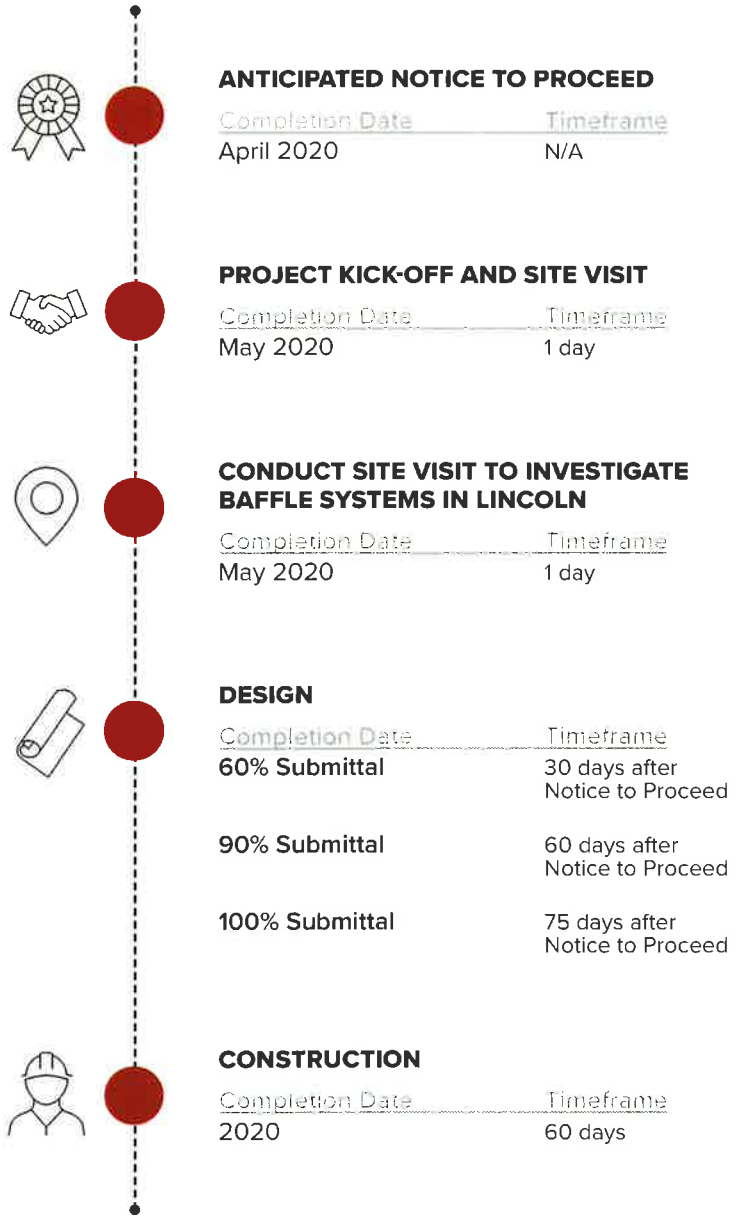 ANTICIPATED NOTICE TO PROCEED
Completion Date Timeframe
April 2020 N/A
PROJECT KICK-OFF AND SITE VISIT
Completion Date Timeframe
May 2020 1 day
CONDUCT SITE VISIT TO INVESTIGATE
BAFFLE SYSTEMS IN LINCOLN
Completion Date Timeframe
May 2020 1 day
DESIGN
Completion Date Timeframe
60% Submittal 30 days after
Notice to Proceed
90% Submittal 60 days after
Notice to Proceed
100% Submittal 75 days after
Notice to Proceed
CONSTRUCTION
Completion Date Timeframe
2020 60 days